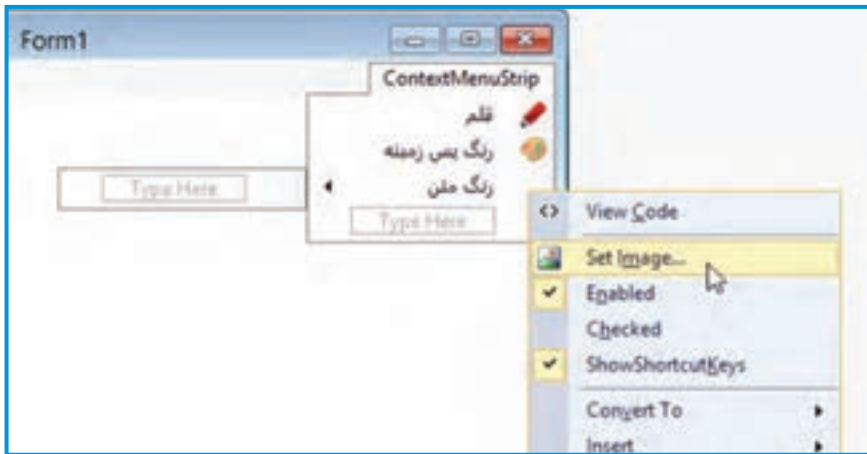 Form1
ContextMenuStrip
قلم
رنگ پس زمینه
رنگ متن
Type Here
Type Here
View Code
Set Image...
Enabled
Checked
ShowShortcutKeys
Convert To
Insert